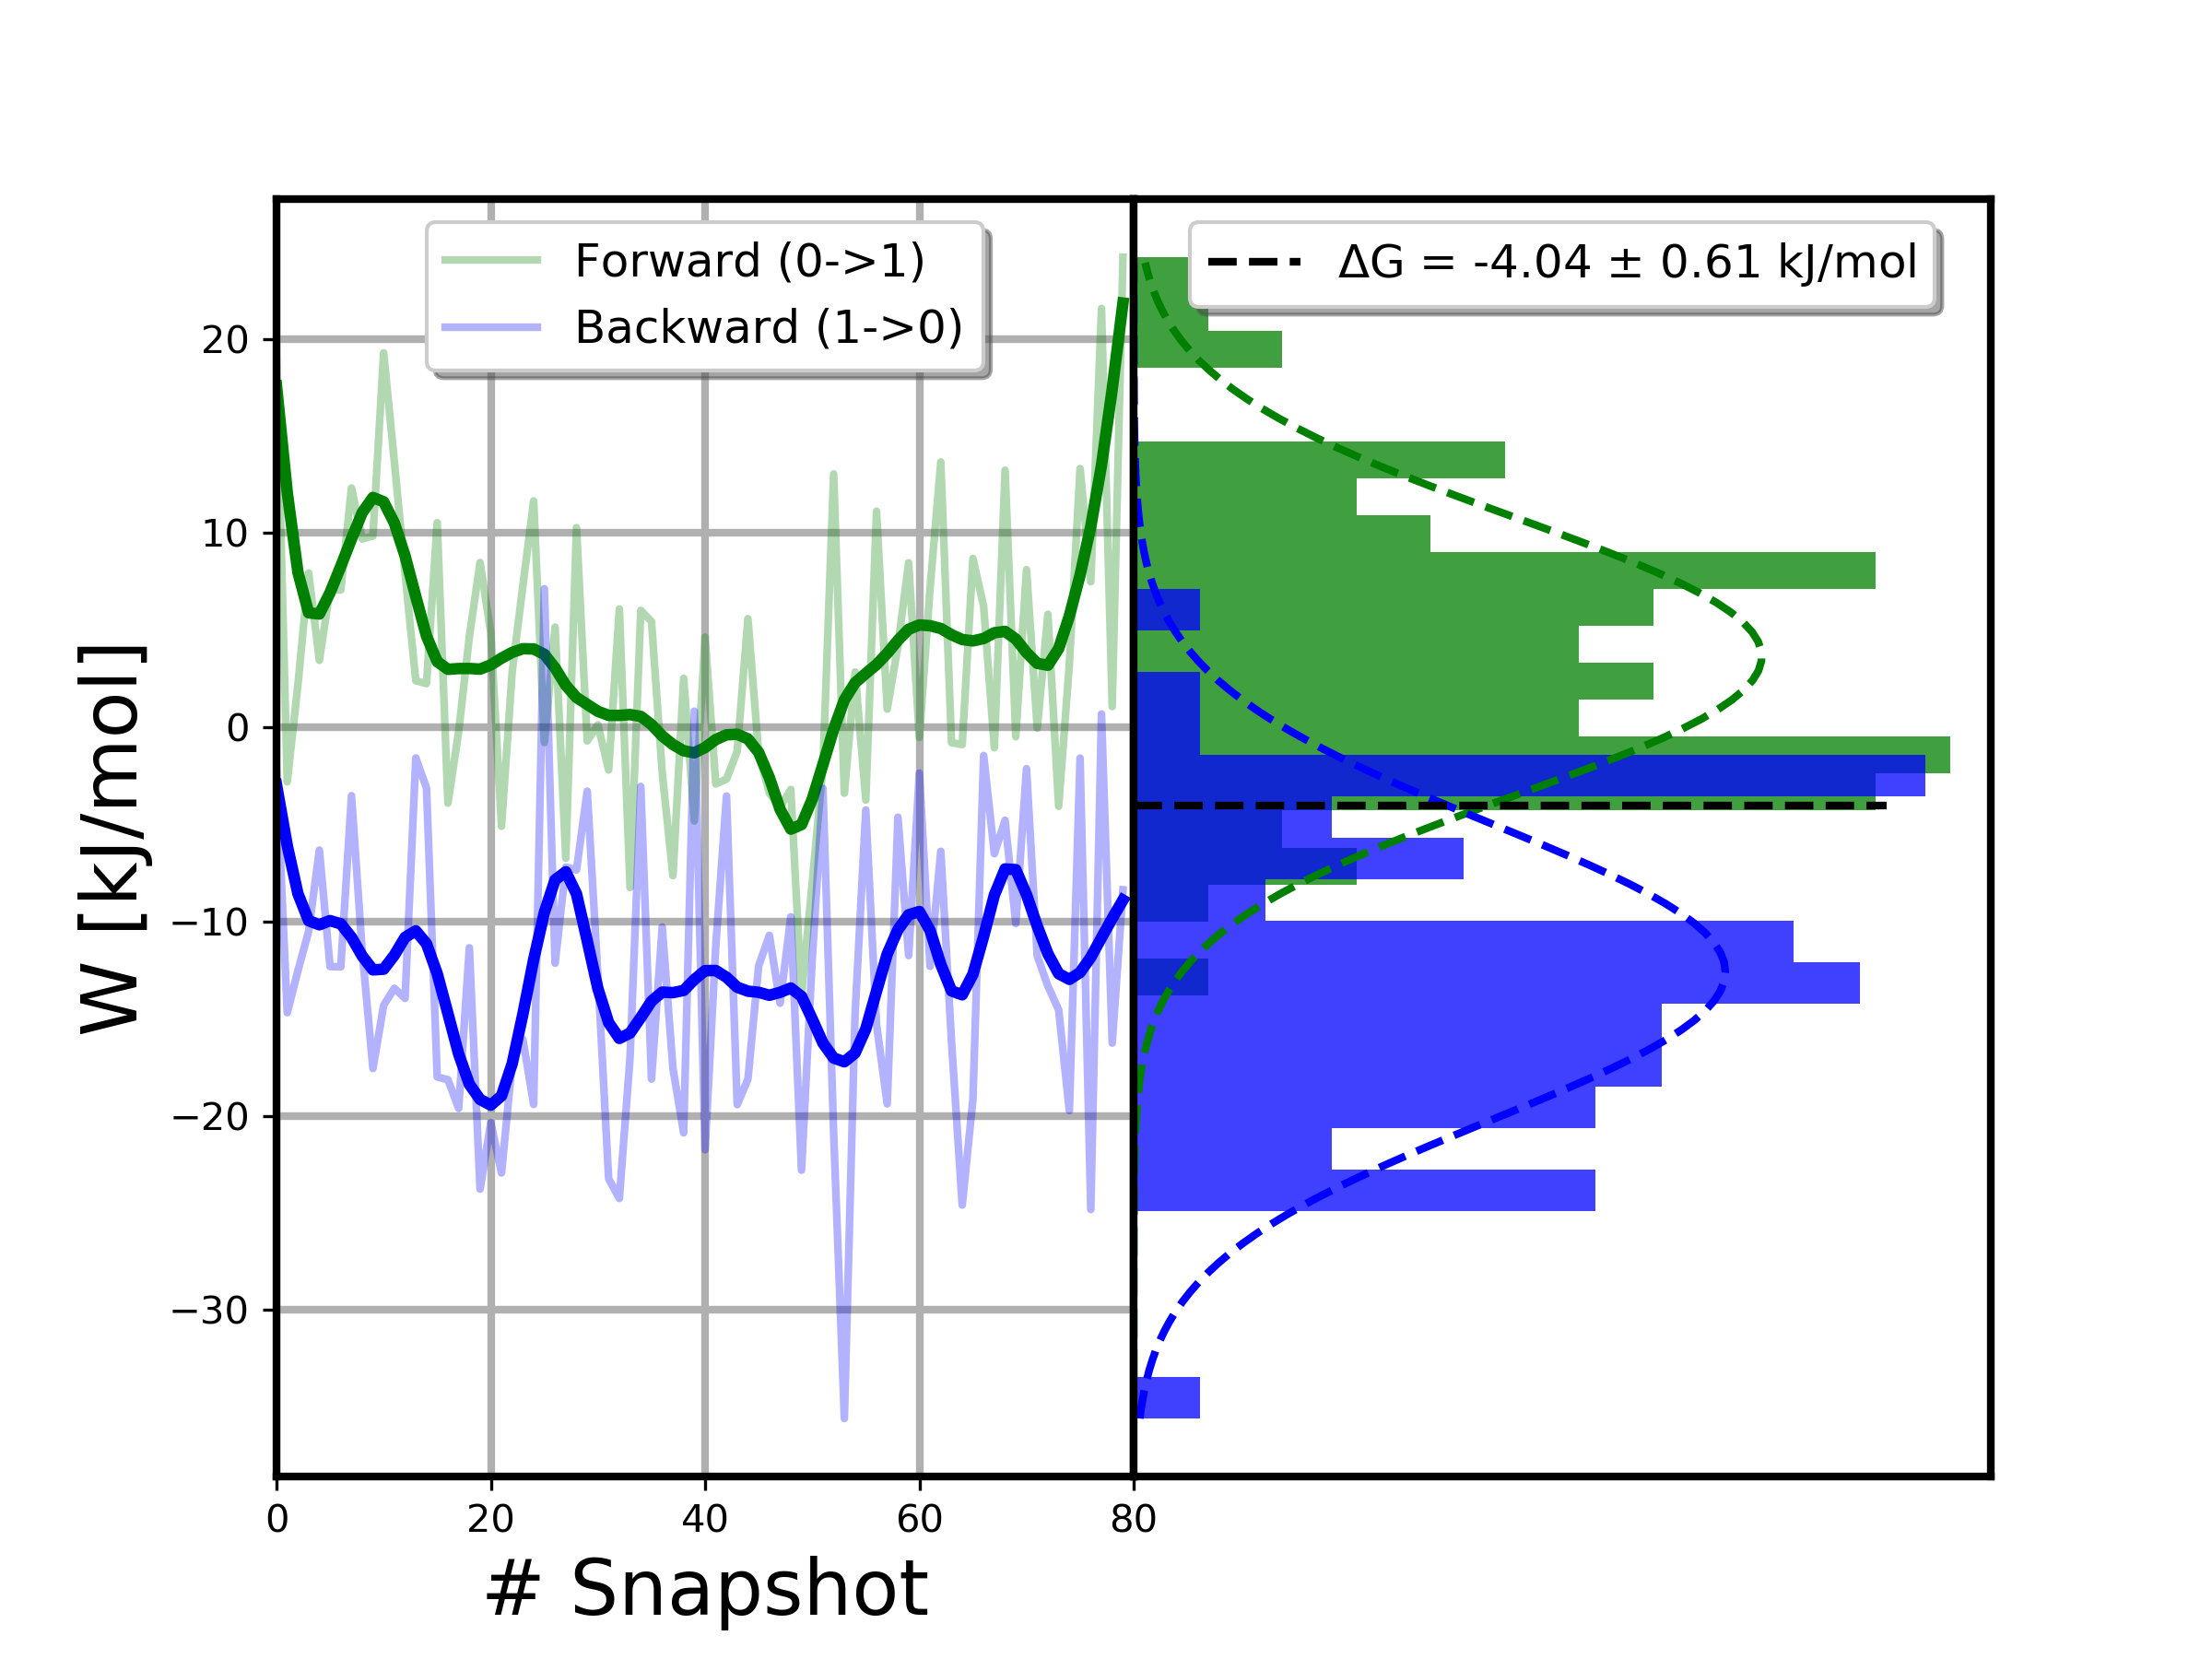 Forward (0->1)
Backward (1->0)
ΔG = -4.04 ± 0.61 kJ/mol
20
10
0
−10
−20
−30
W [kJ/mol]
0 20 40 60 80
# Snapshot